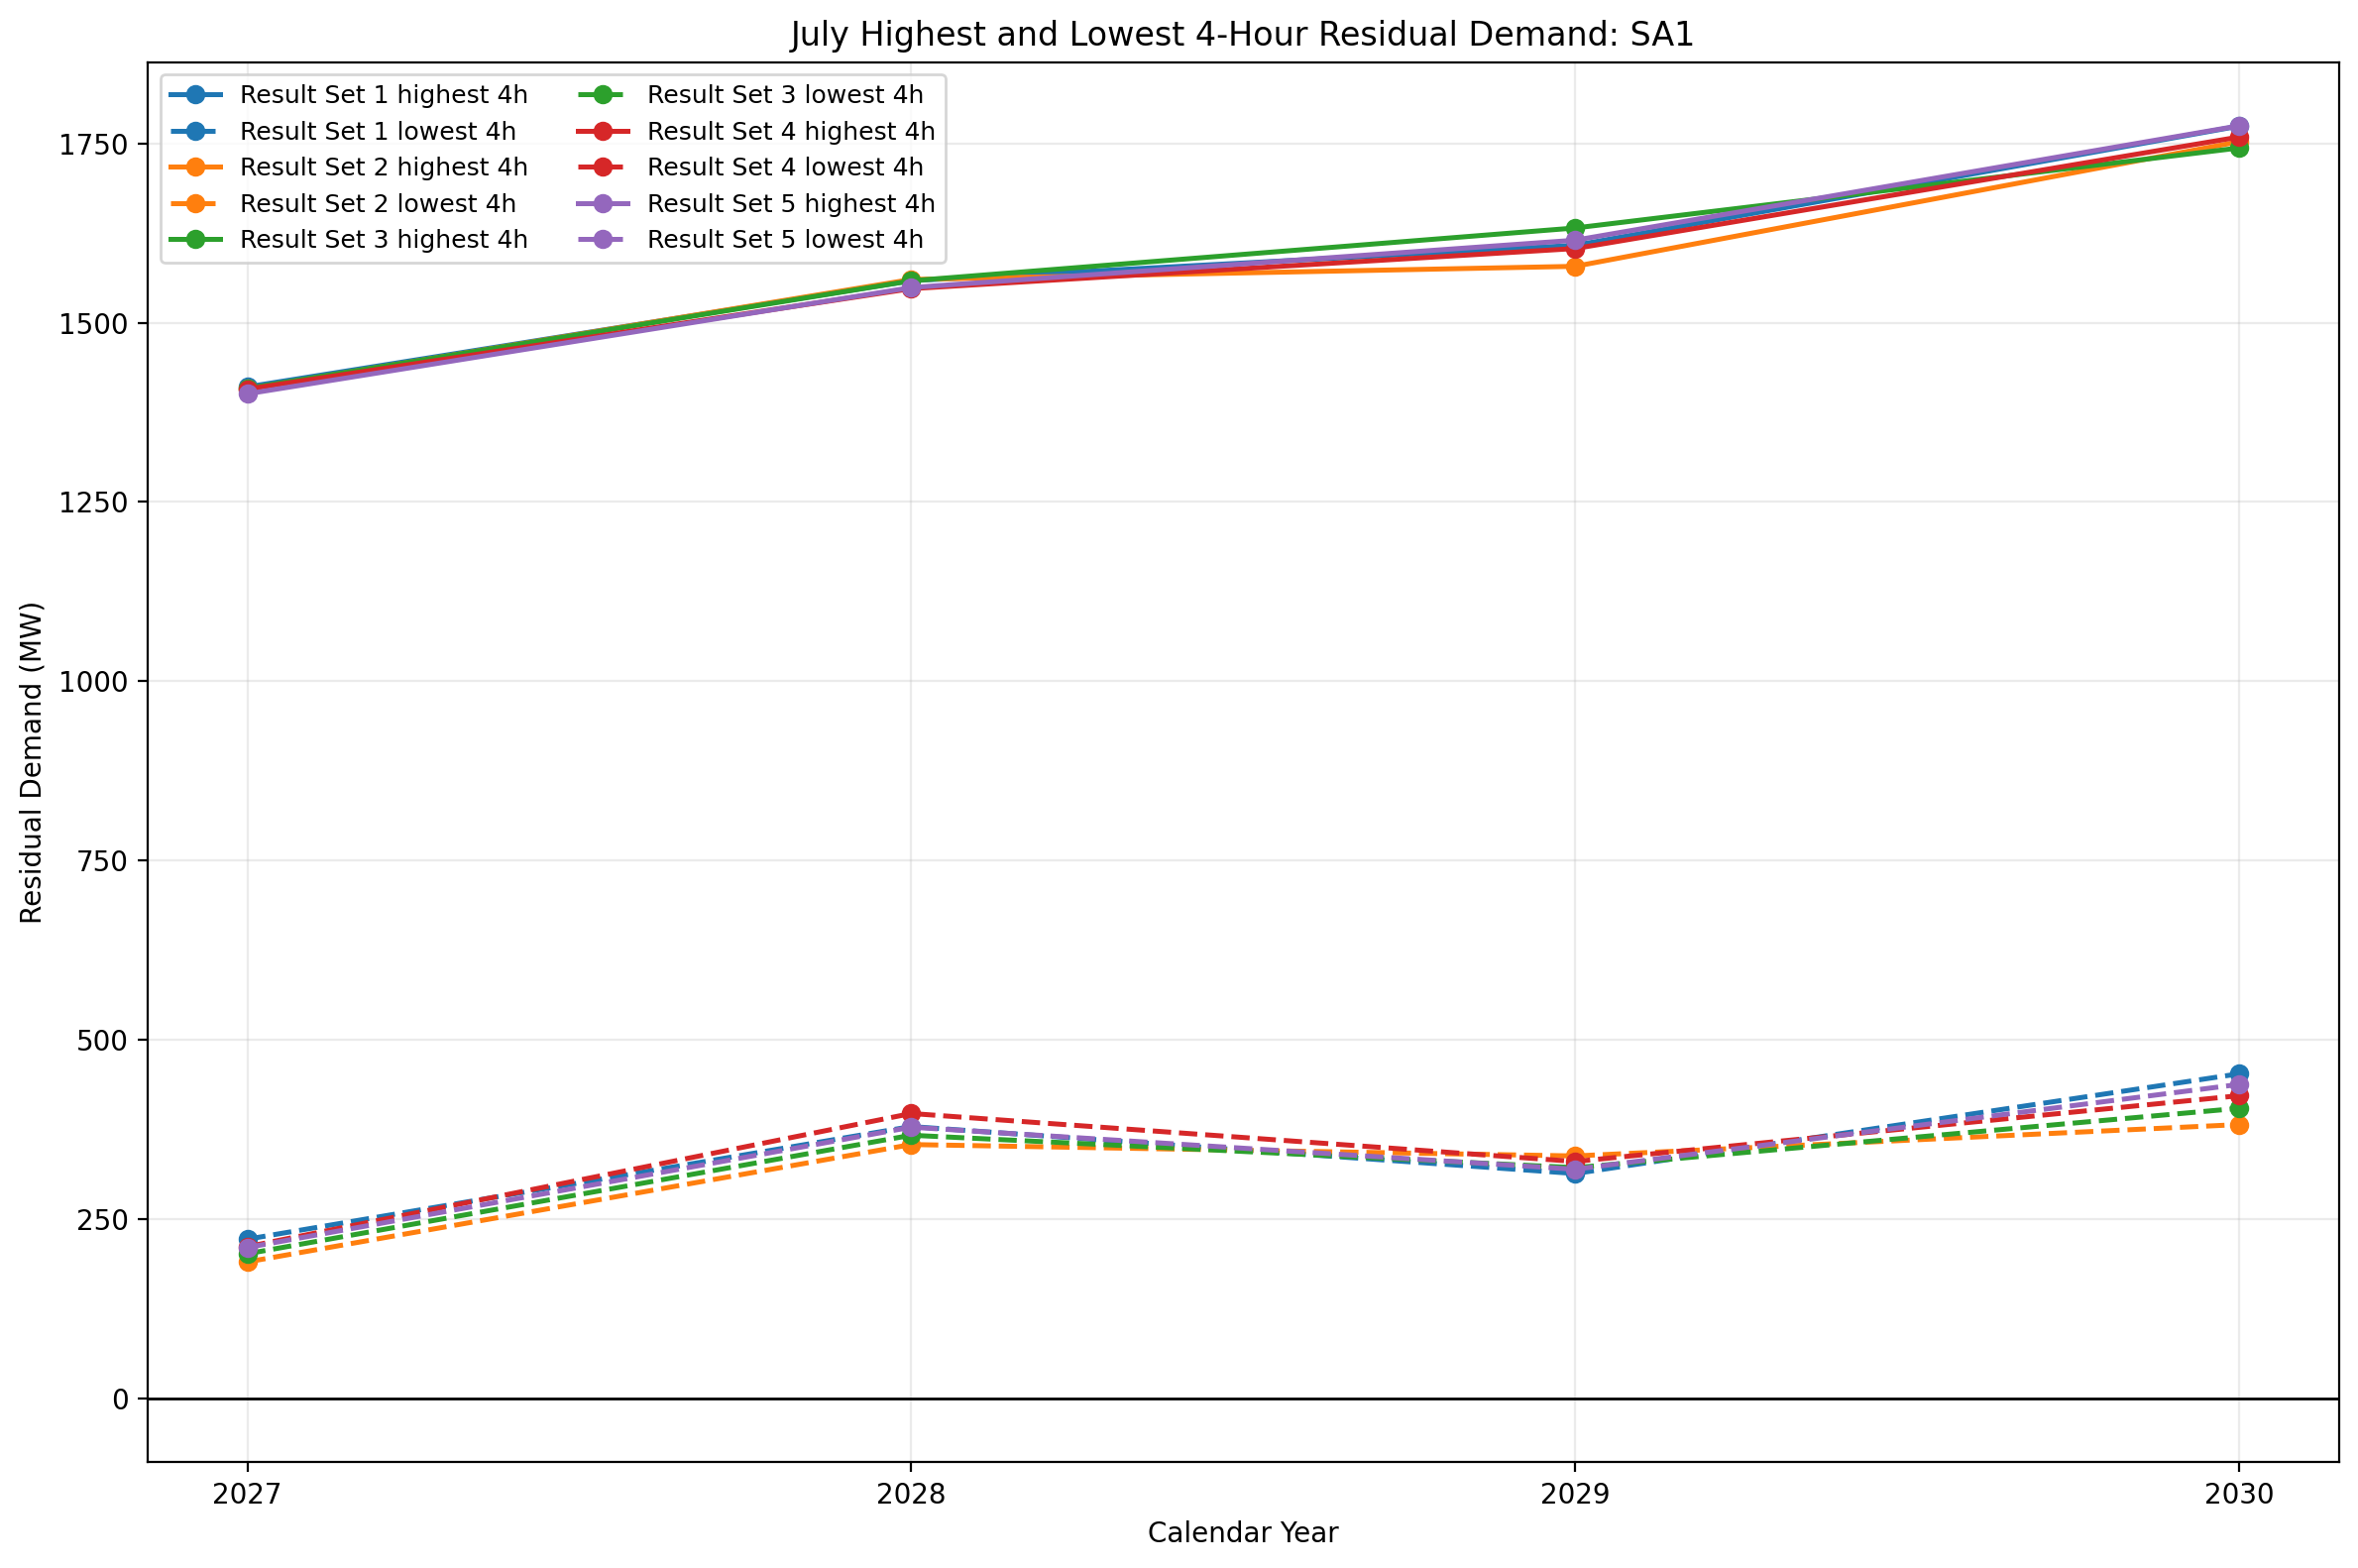 July Highest and Lowest 4-Hour Residual Demand: SA1
Result Set 1 highest 4h
Result Set 1 lowest 4h
Result Set 2 highest 4h
Result Set 2 lowest 4h
Result Set 3 highest 4h
Result Set 3 lowest 4h
Result Set 4 highest 4h
Result Set 4 lowest 4h
Result Set 5 highest 4h
Result Set 5 lowest 4h
Residual Demand (MW)
1750
1500
1250
1000
750
500
250
0
2027
2028
2029
2030
Calendar Year